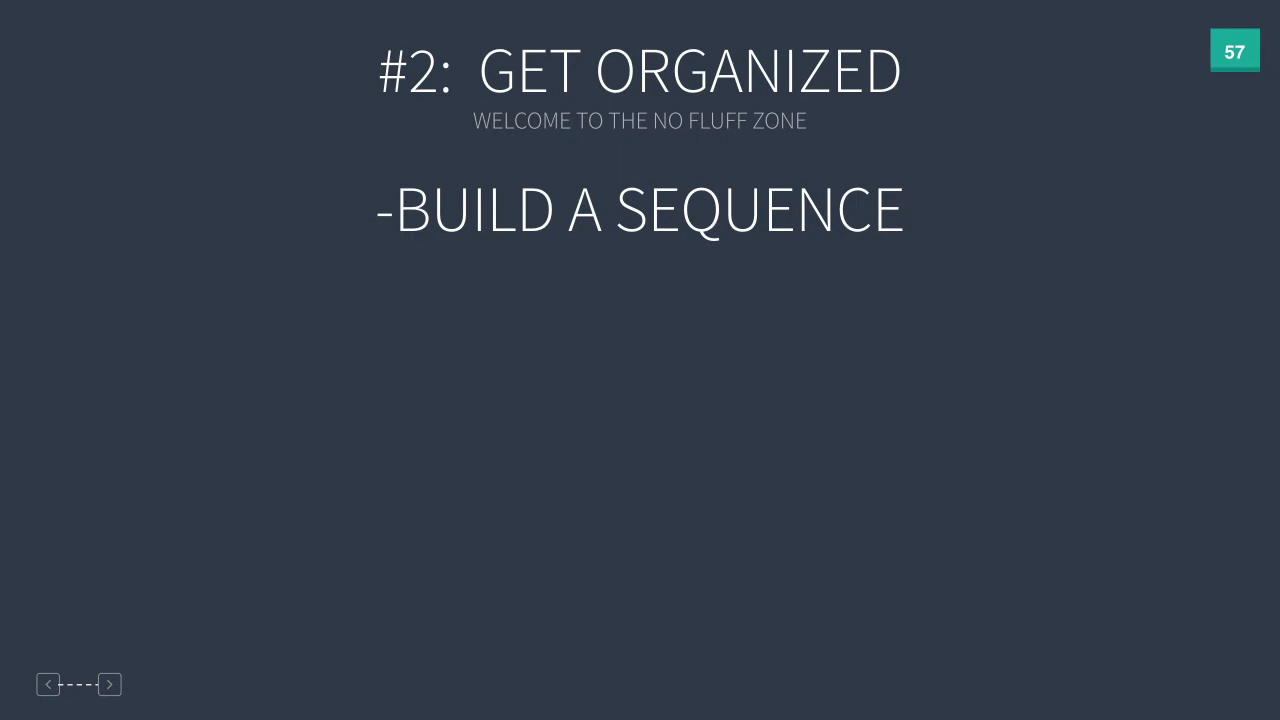 #2: GET ORGANIZED
57
WELCOME TO THE NO FLUFF ZONE
-BUILD A SEQUENCE